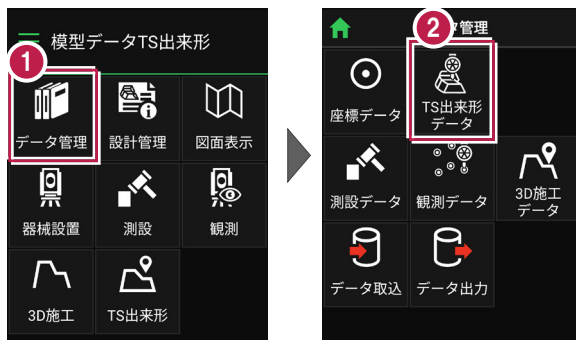 模型データTS出来形
1
データ管理
設計管理
図面表示
器械設置
測設
観測
3D施工
TS出来形
2
タ管理
座標データ
TS出来形
データ
測設データ
観測データ
3D施工
データ
データ取込
データ出力